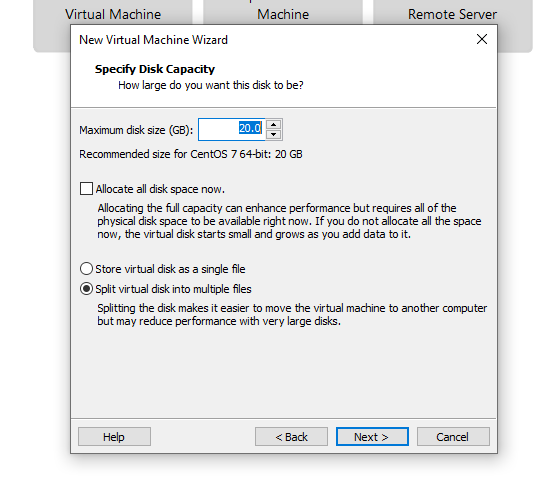 Virtual Machine
Machine
Remote Server
New Virtual Machine Wizard
Specify Disk Capacity
How large do you want this disk to be?
Maximum disk size (GB): 20.0
Recommended size for CentOS 7 64-bit: 20 GB
Allocate all disk space now.
Allocating the full capacity can enhance performance but requires all of the
physical disk space to be available right now. If you do not allocate all the space
now, the virtual disk starts small and grows as you add data to it.
Store virtual disk as a single file
Split virtual disk into multiple files
Splitting the disk makes it easier to move the virtual machine to another computer
but may reduce performance with very large disks.
Help
< Back
Next >
Cancel